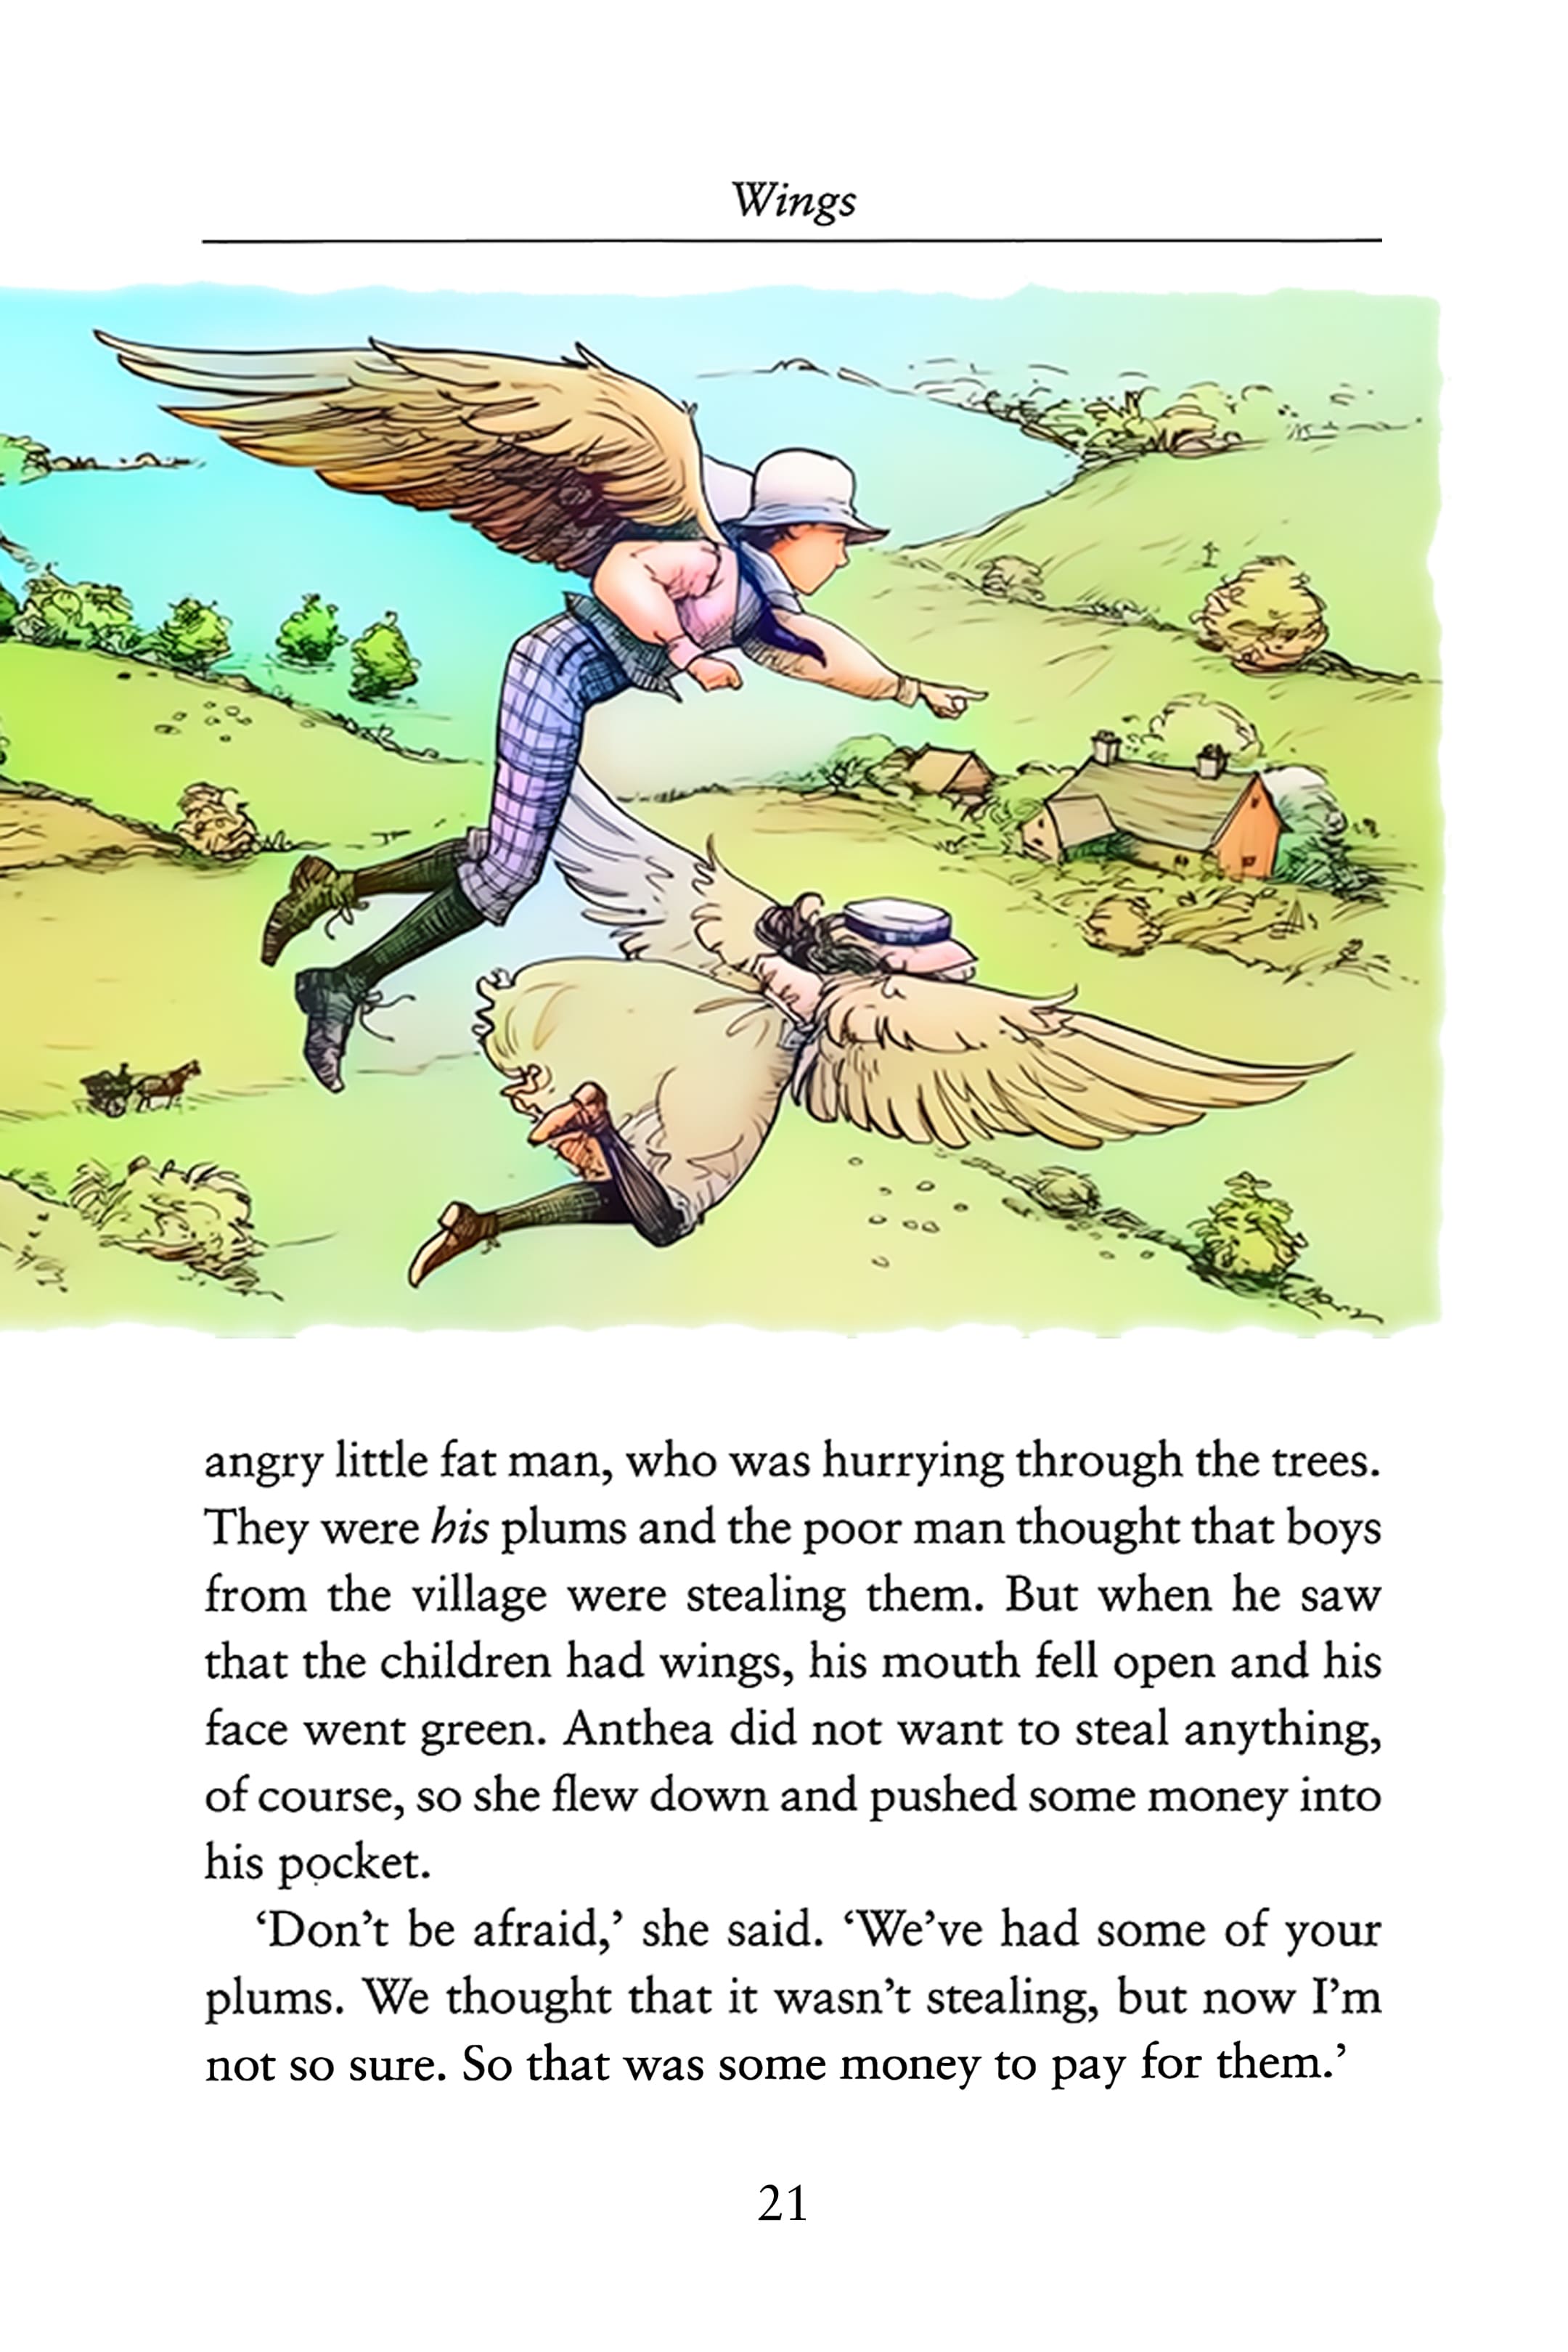 Wings
angry little fat man, who was hurrying through the trees.
They were his plums and the poor man thought that boys
from the village were stealing them. But when he saw
that the children had wings, his mouth fell open and his
face went green. Anthea did not want to steal anything,
of course, so she flew down and pushed some money into
his pocket.
‘Don’t be afraid,’ she said. ‘We’ve had some of your
plums. We thought that it wasn’t stealing, but now I’m
not so sure. So that was some money to pay for them.’
21